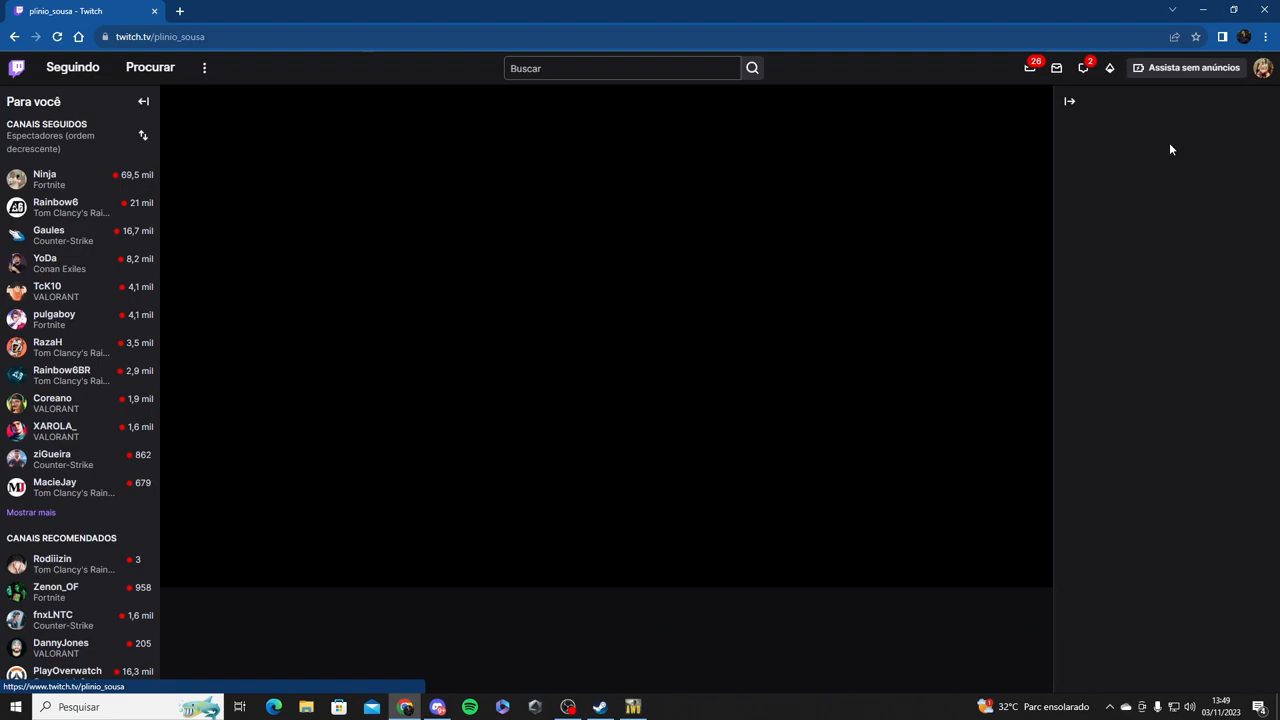 plinio_sousa - Twitch
twitch.tv/plinio_sousa
Seguindo
Procurar
Buscar
26
2
Assista sem anúncios
Para você
CANAIS SEGUIDOS
Espectadores (ordem
decrescente)
Ninja
69,5 mil
Fortnite
Rainbow6
21 mil
Tom Clancy's Rai...
Gaules
16,7 mil
Counter-Strike
YoDa
8,2 mil
Conan Exiles
TcK10
4,1 mil
VALORANT
pulgaboy
4,1 mil
Fortnite
RazaH
3,5 mil
Tom Clancy's Rai...
Rainbow6BR
2,9 mil
Tom Clancy's Rai...
Coreano
1,9 mil
VALORANT
XAROLA_
1,6 mil
VALORANT
ziGueira
862
Counter-Strike
MacieJay
679
Tom Clancy's Rain...
Mostrar mais
CANAIS RECOMENDADOS
Rodiiizin
3
Tom Clancy's Rain...
Zenon_OF
958
Fortnite
fnxLNTC
1,6 mil
Counter-Strike
DannyJones
205
VALORANT
PlayOverwatch
16,3 mil
https://www.twitch.tv/plinio_sousa
Pesquisar
32°C Parc ensolarado
13:49
03/11/2023